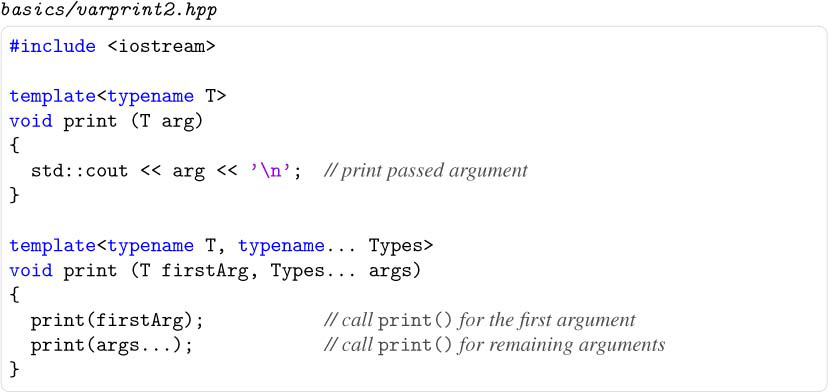 basics/varprint2.hpp
#include <iostream>
template<typename T>
void print (T arg)
{
std::cout << arg << '\n'; // print passed argument
}
template<typename T, typename... Types>
void print (T firstArg, Types... args)
{
print(firstArg); // call print() for the first argument
print(args...); // call print() for remaining arguments
}